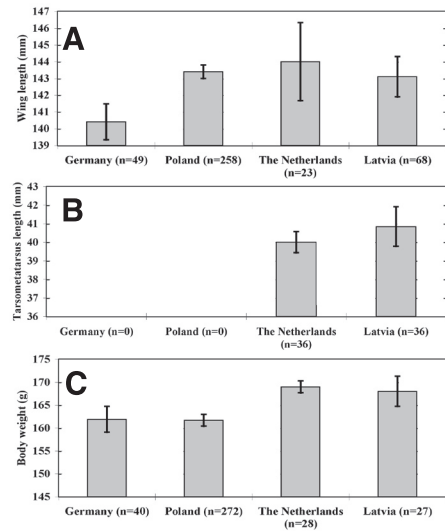 A
Wing length (mm)
147
146
145
144
143
142
141
140
139
Germany (n=49) Poland (n=258) The Netherlands (n=23) Latvia (n=68)
B
Tarsometatarsus length (mm)
43
42
41
40
39
38
37
36
Germany (n=0) Poland (n=0) The Netherlands (n=36) Latvia (n=36)
C
Body weight (g)
175
170
165
160
155
150
145
Germany (n=40) Poland (n=272) The Netherlands (n=28) Latvia (n=27)